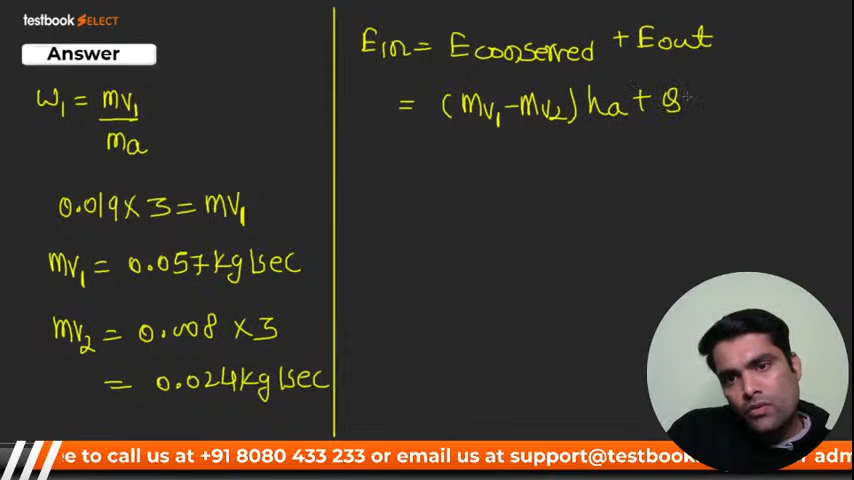 testbook SELECT
Answer
W₁ = mv₁
ma
0.019 × 3 = mv₁
mv₁ = 0.057 kg/sec
mv₂ = 0.008 × 3
= 0.024 kg/sec
Ein = Econserved + Eout
= (mv₁ - mv₂) ha +
e to call us at +91 8080 433 233 or email us at support@testbook. r adm